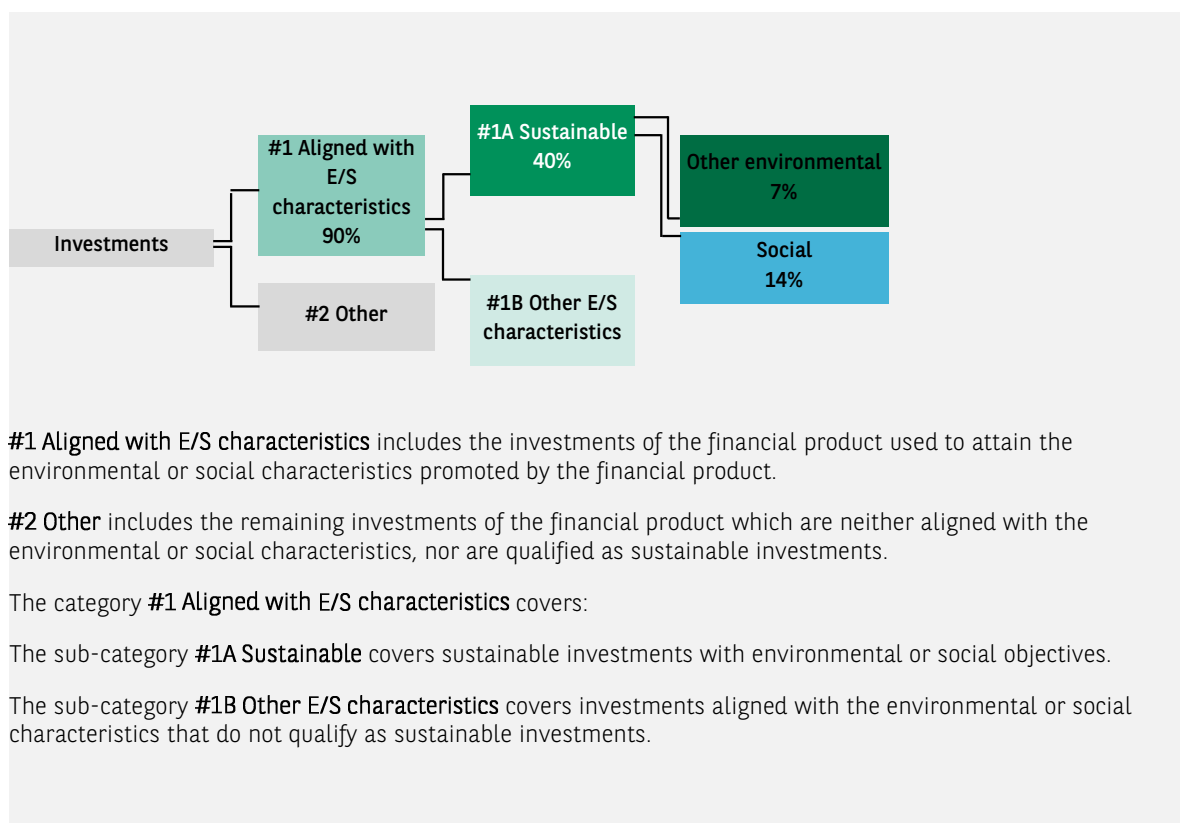 #1A Sustainable
40%
#1 Aligned with
E/S
characteristics
90%
Other environmental
7%
Investments
Social
14%
#2 Other
#1B Other E/S
characteristics
#1 Aligned with E/S characteristics includes the investments of the financial product used to attain the
environmental or social characteristics promoted by the financial product.
#2 Other includes the remaining investments of the financial product which are neither aligned with the
environmental or social characteristics, nor are qualified as sustainable investments.
The category #1 Aligned with E/S characteristics covers:
The sub-category #1A Sustainable covers sustainable investments with environmental or social objectives.
The sub-category #1B Other E/S characteristics covers investments aligned with the environmental or social
characteristics that do not qualify as sustainable investments.